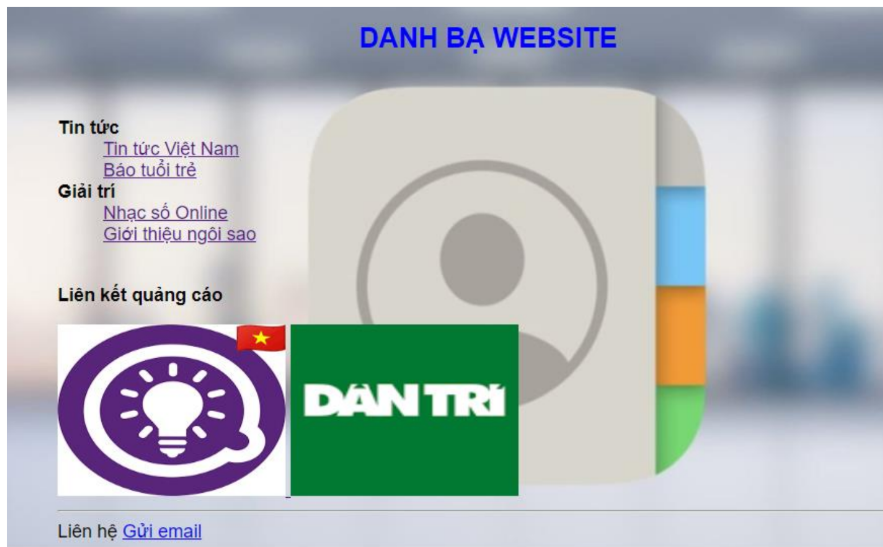 DANH BẠ WEBSITE
Tin tức
Tin tức Việt Nam
Báo tuổi trẻ
Giải trí
Nhạc số Online
Giới thiệu ngôi sao
Liên kết quảng cáo
DÂN TRÍ
Liên hệ Gửi email